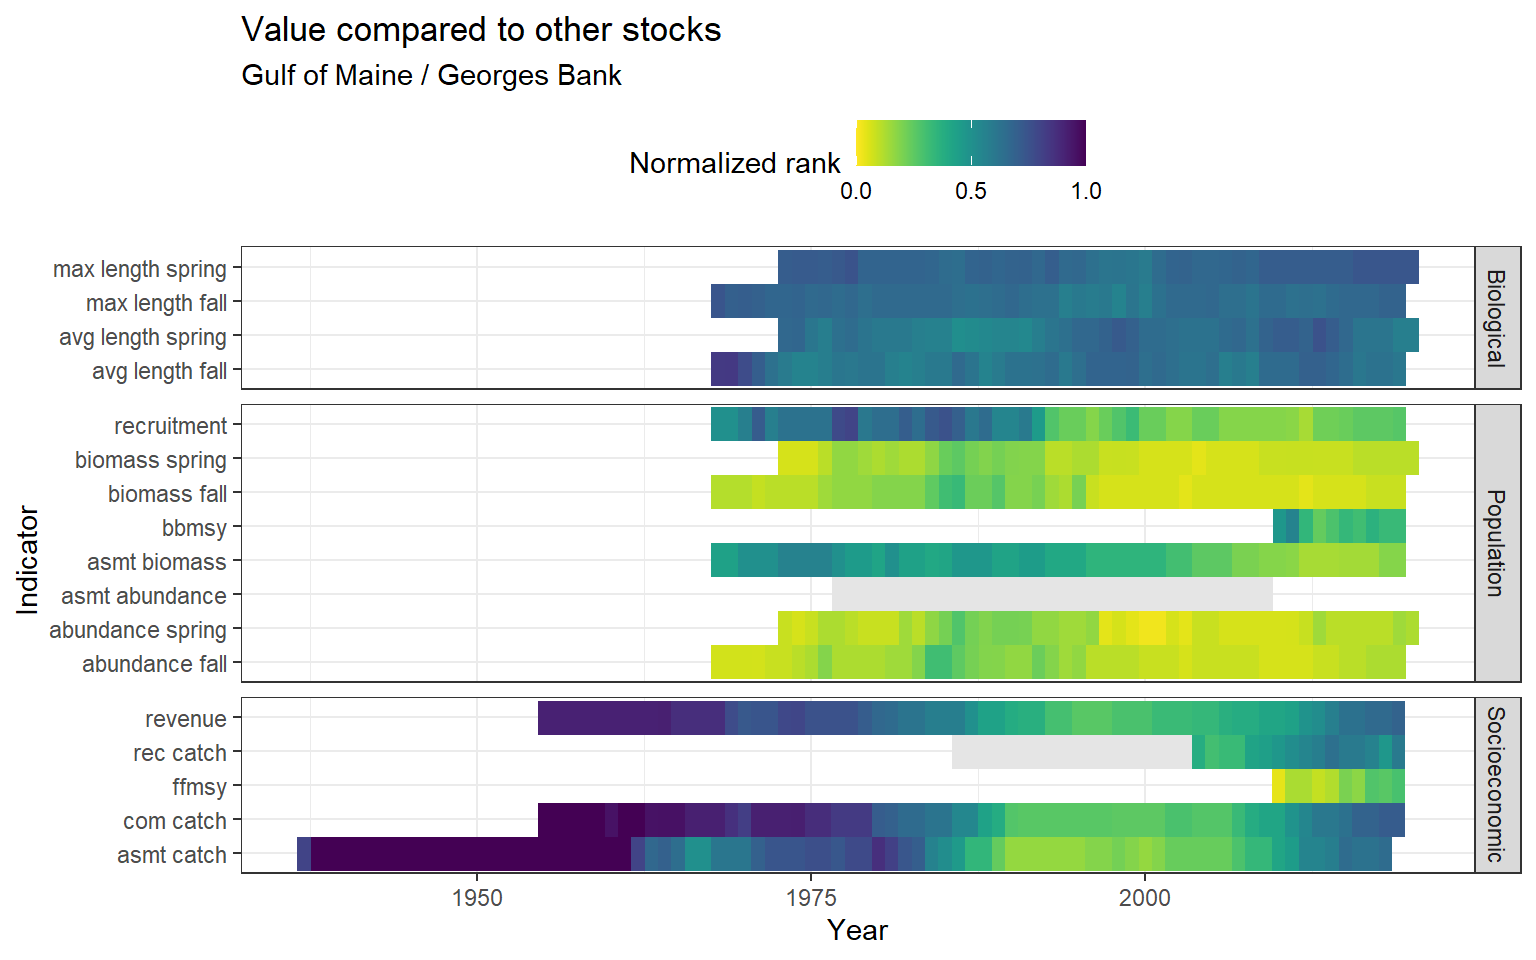 Value compared to other stocks
Gulf of Maine / Georges Bank
Normalized rank
0.0 0.5 1.0
max length spring
max length fall
avg length spring
avg length fall
Biological
recruitment
biomass spring
biomass fall
bbmsy
asmt biomass
asmt abundance
abundance spring
abundance fall
Population
Indicator
revenue
rec catch
ffmsy
com catch
asmt catch
Socioeconomic
1950 1975 2000
Year